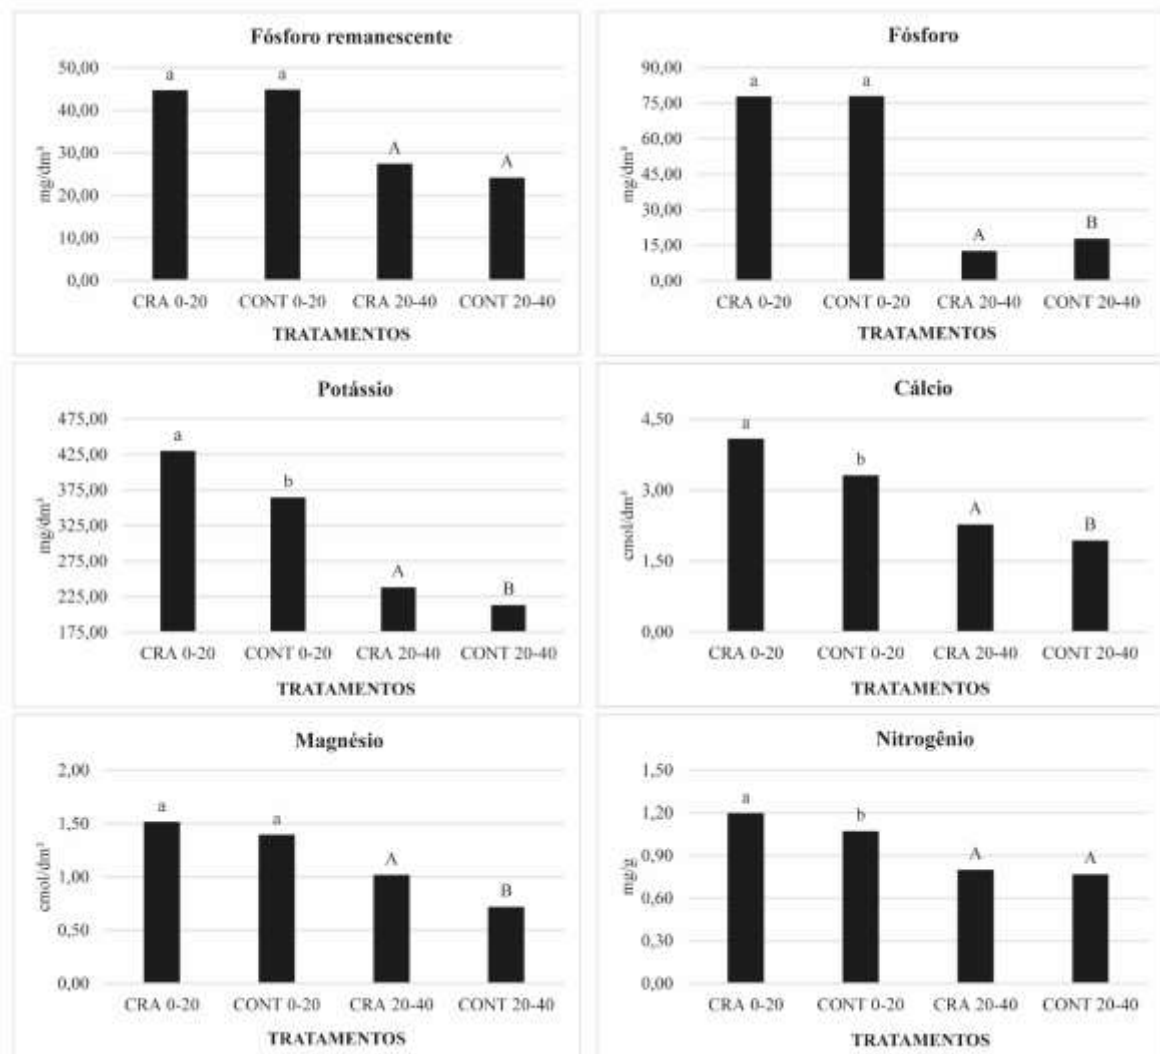 Fósforo remanescente
50,00
40,00
30,00
20,00
10,00
0,00
mg/dm³
a
a
A
A
CRA 0-20
CONT 0-20
CRA 20-40
CONT 20-40
TRATAMENTOS
Fósforo
90,00
75,00
60,00
45,00
30,00
15,00
0,00
mg/dm³
a
a
A
B
CRA 0-20
CONT 0-20
CRA 20-40
CONT 20-40
TRATAMENTOS
Potássio
475,00
425,00
375,00
325,00
275,00
225,00
175,00
mg/dm³
a
b
A
B
CRA 0-20
CONT 0-20
CRA 20-40
CONT 20-40
TRATAMENTOS
Cálcio
4,50
3,00
1,50
0,00
cmol/dm³
a
b
A
B
CRA 0-20
CONT 0-20
CRA 20-40
CONT 20-40
TRATAMENTOS
Magnésio
2,00
1,50
1,00
0,50
0,00
cmol/dm³
a
a
A
B
CRA 0-20
CONT 0-20
CRA 20-40
CONT 20-40
TRATAMENTOS
Nitrogênio
1,50
1,20
0,90
0,60
0,30
0,00
mg/g
a
b
A
A
CRA 0-20
CONT 0-20
CRA 20-40
CONT 20-40
TRATAMENTOS